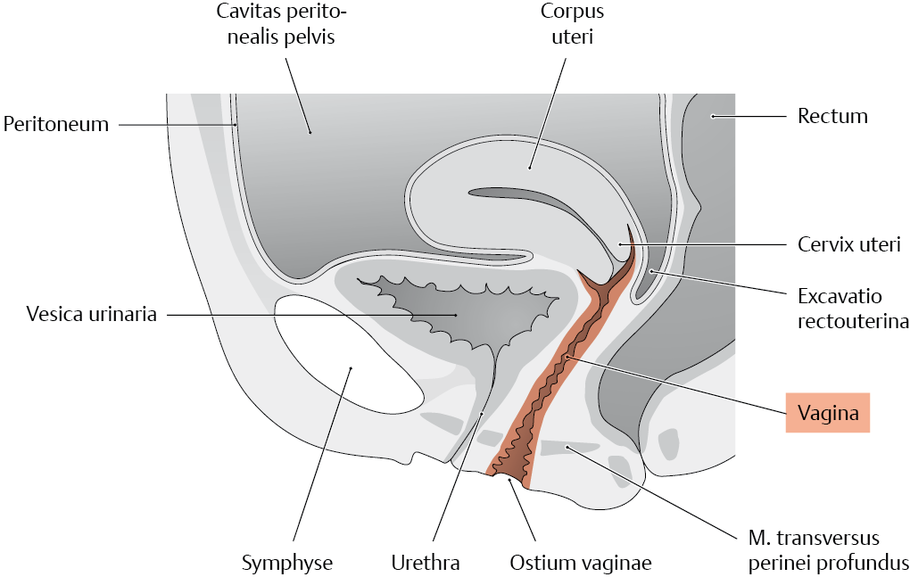 Cavitas perito-
nealis pelvis
Corpus
uteri
Peritoneum
Rectum
Cervix uteri
Excavatio
rectouterina
Vesica urinaria
Vagina
M. transversus
perinei profundus
Symphyse
Urethra
Ostium vaginae